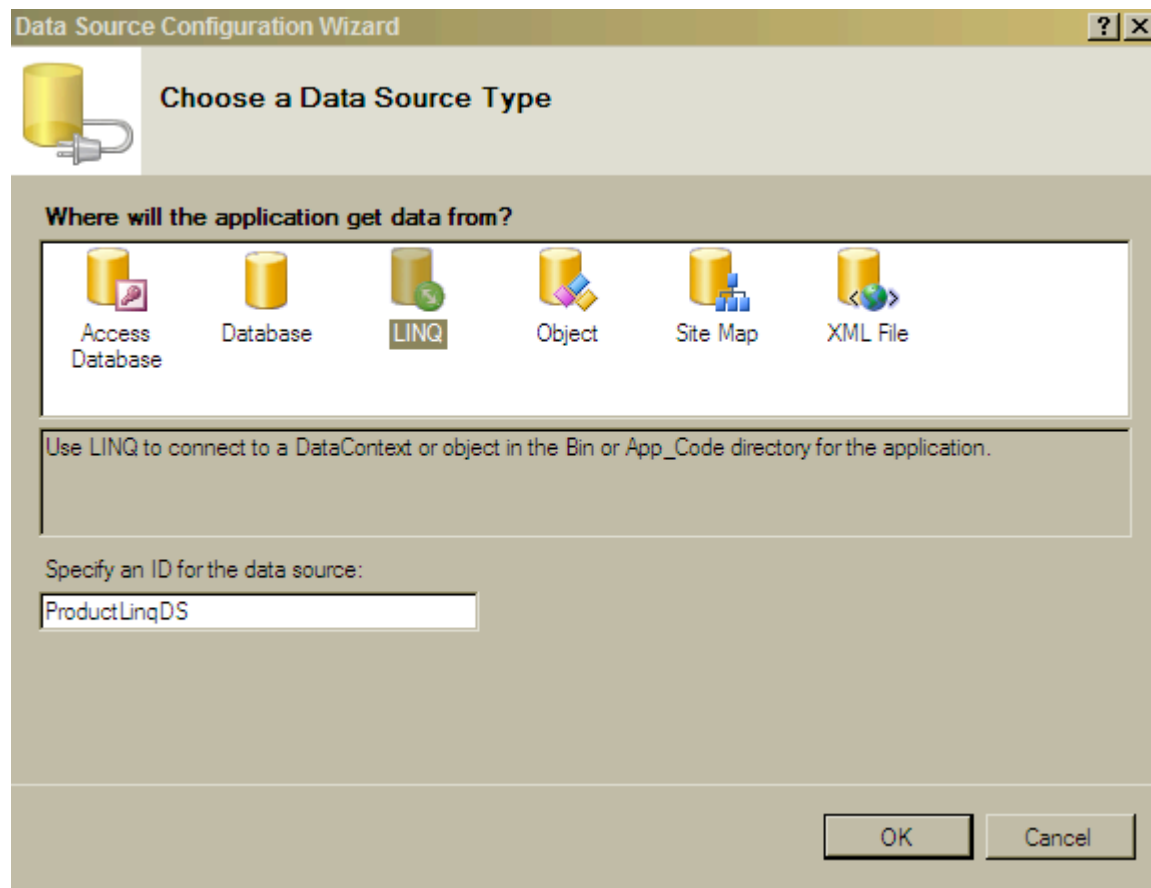 Data Source Configuration Wizard
Choose a Data Source Type
Where will the application get data from?
Access Database
Database
LINQ
Object
Site Map
XML File
Use LINQ to connect to a DataContext or object in the Bin or App_Code directory for the application.
Specify an ID for the data source:
ProductLinqDS
OK
Cancel